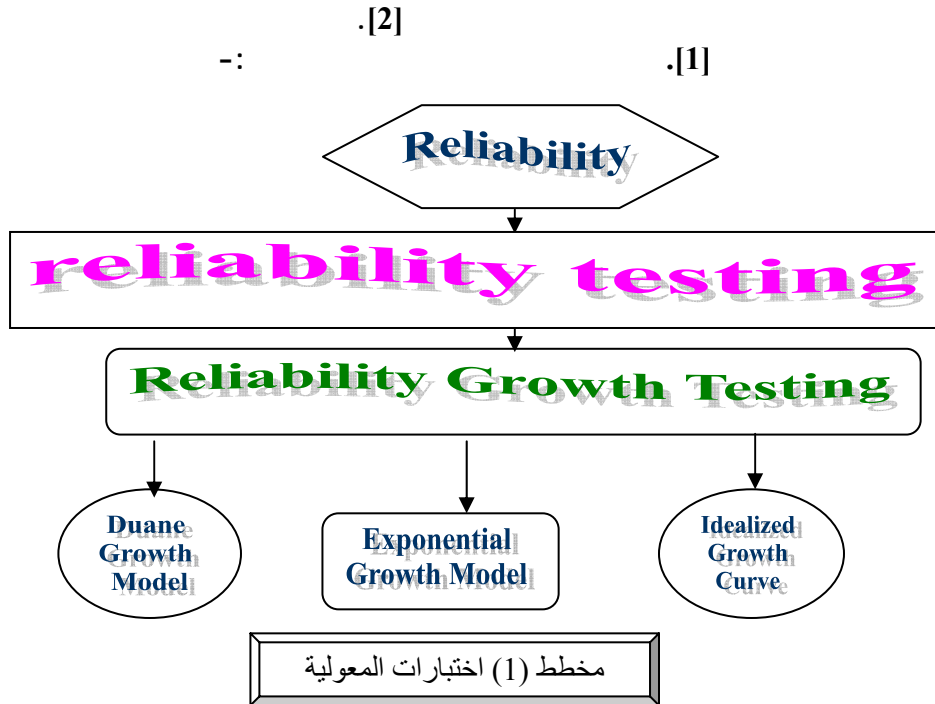 .[2]
.[1] :-
Reliability
reliability testing
Reliability Growth Testing
Duane
Growth
Model
Exponential
Growth Model
Idealized
Growth
Curve
مخطط (1) اختبارات المعولية